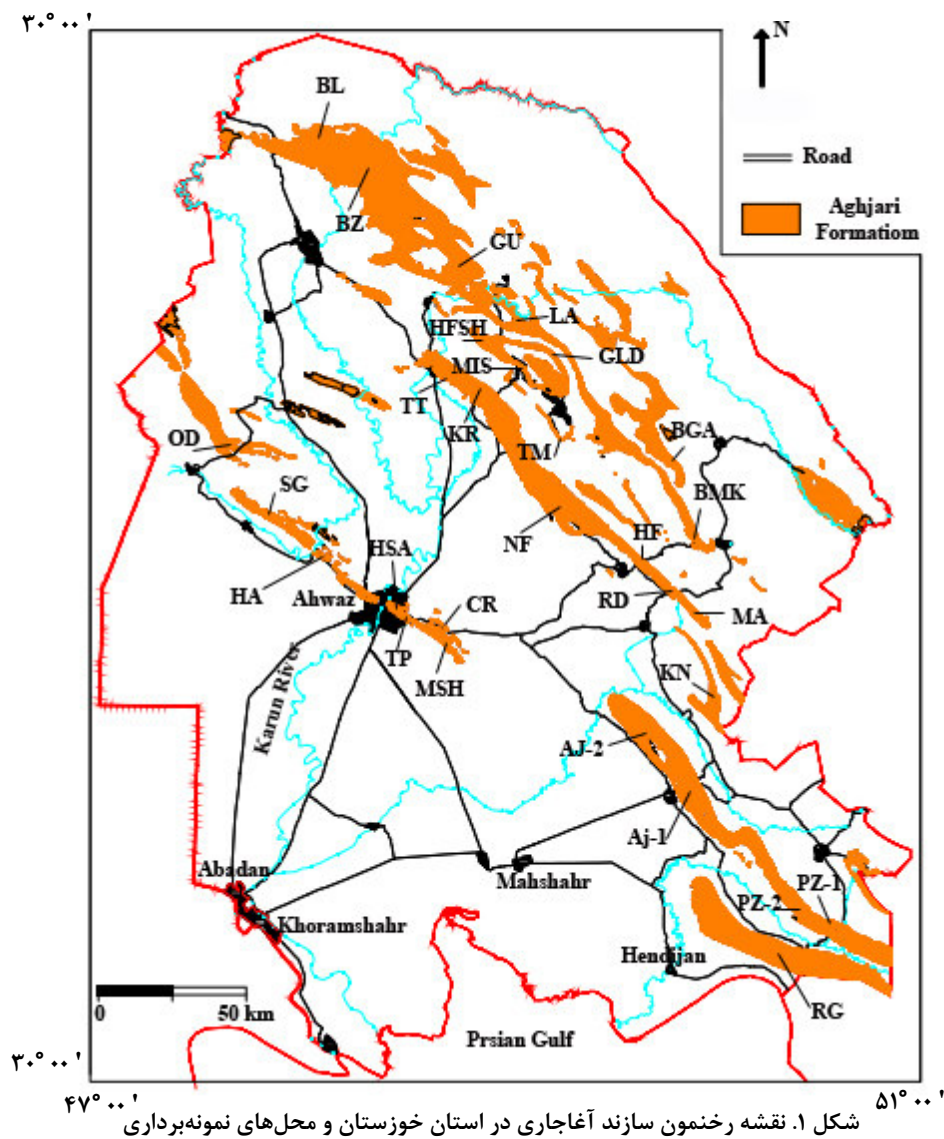 ۳۰° ۰۰ '
N
BL
Road
Aghjari
Formatiom
BZ
GU
LA
HFSH
GLD
MIS
TT
KR
TM
BGA
OD
SG
BMK
NF
HF
HSA
HA
Ahwaz
CR
RD
MA
TP
MSH
KN
Karun River
AJ-2
Aj-1
Abadan
Mahshahr
PZ-1
PZ-2
Khoramshahr
Hendijan
0
50 km
RG
Prsian Gulf
۳۰° ۰۰ '
۴۷° ۰۰ '
۵۱° ۰۰ '
شکل ۱. نقشه رخنمون سازند آغاجاری در استان خوزستان و محل‌های نمونه‌برداری